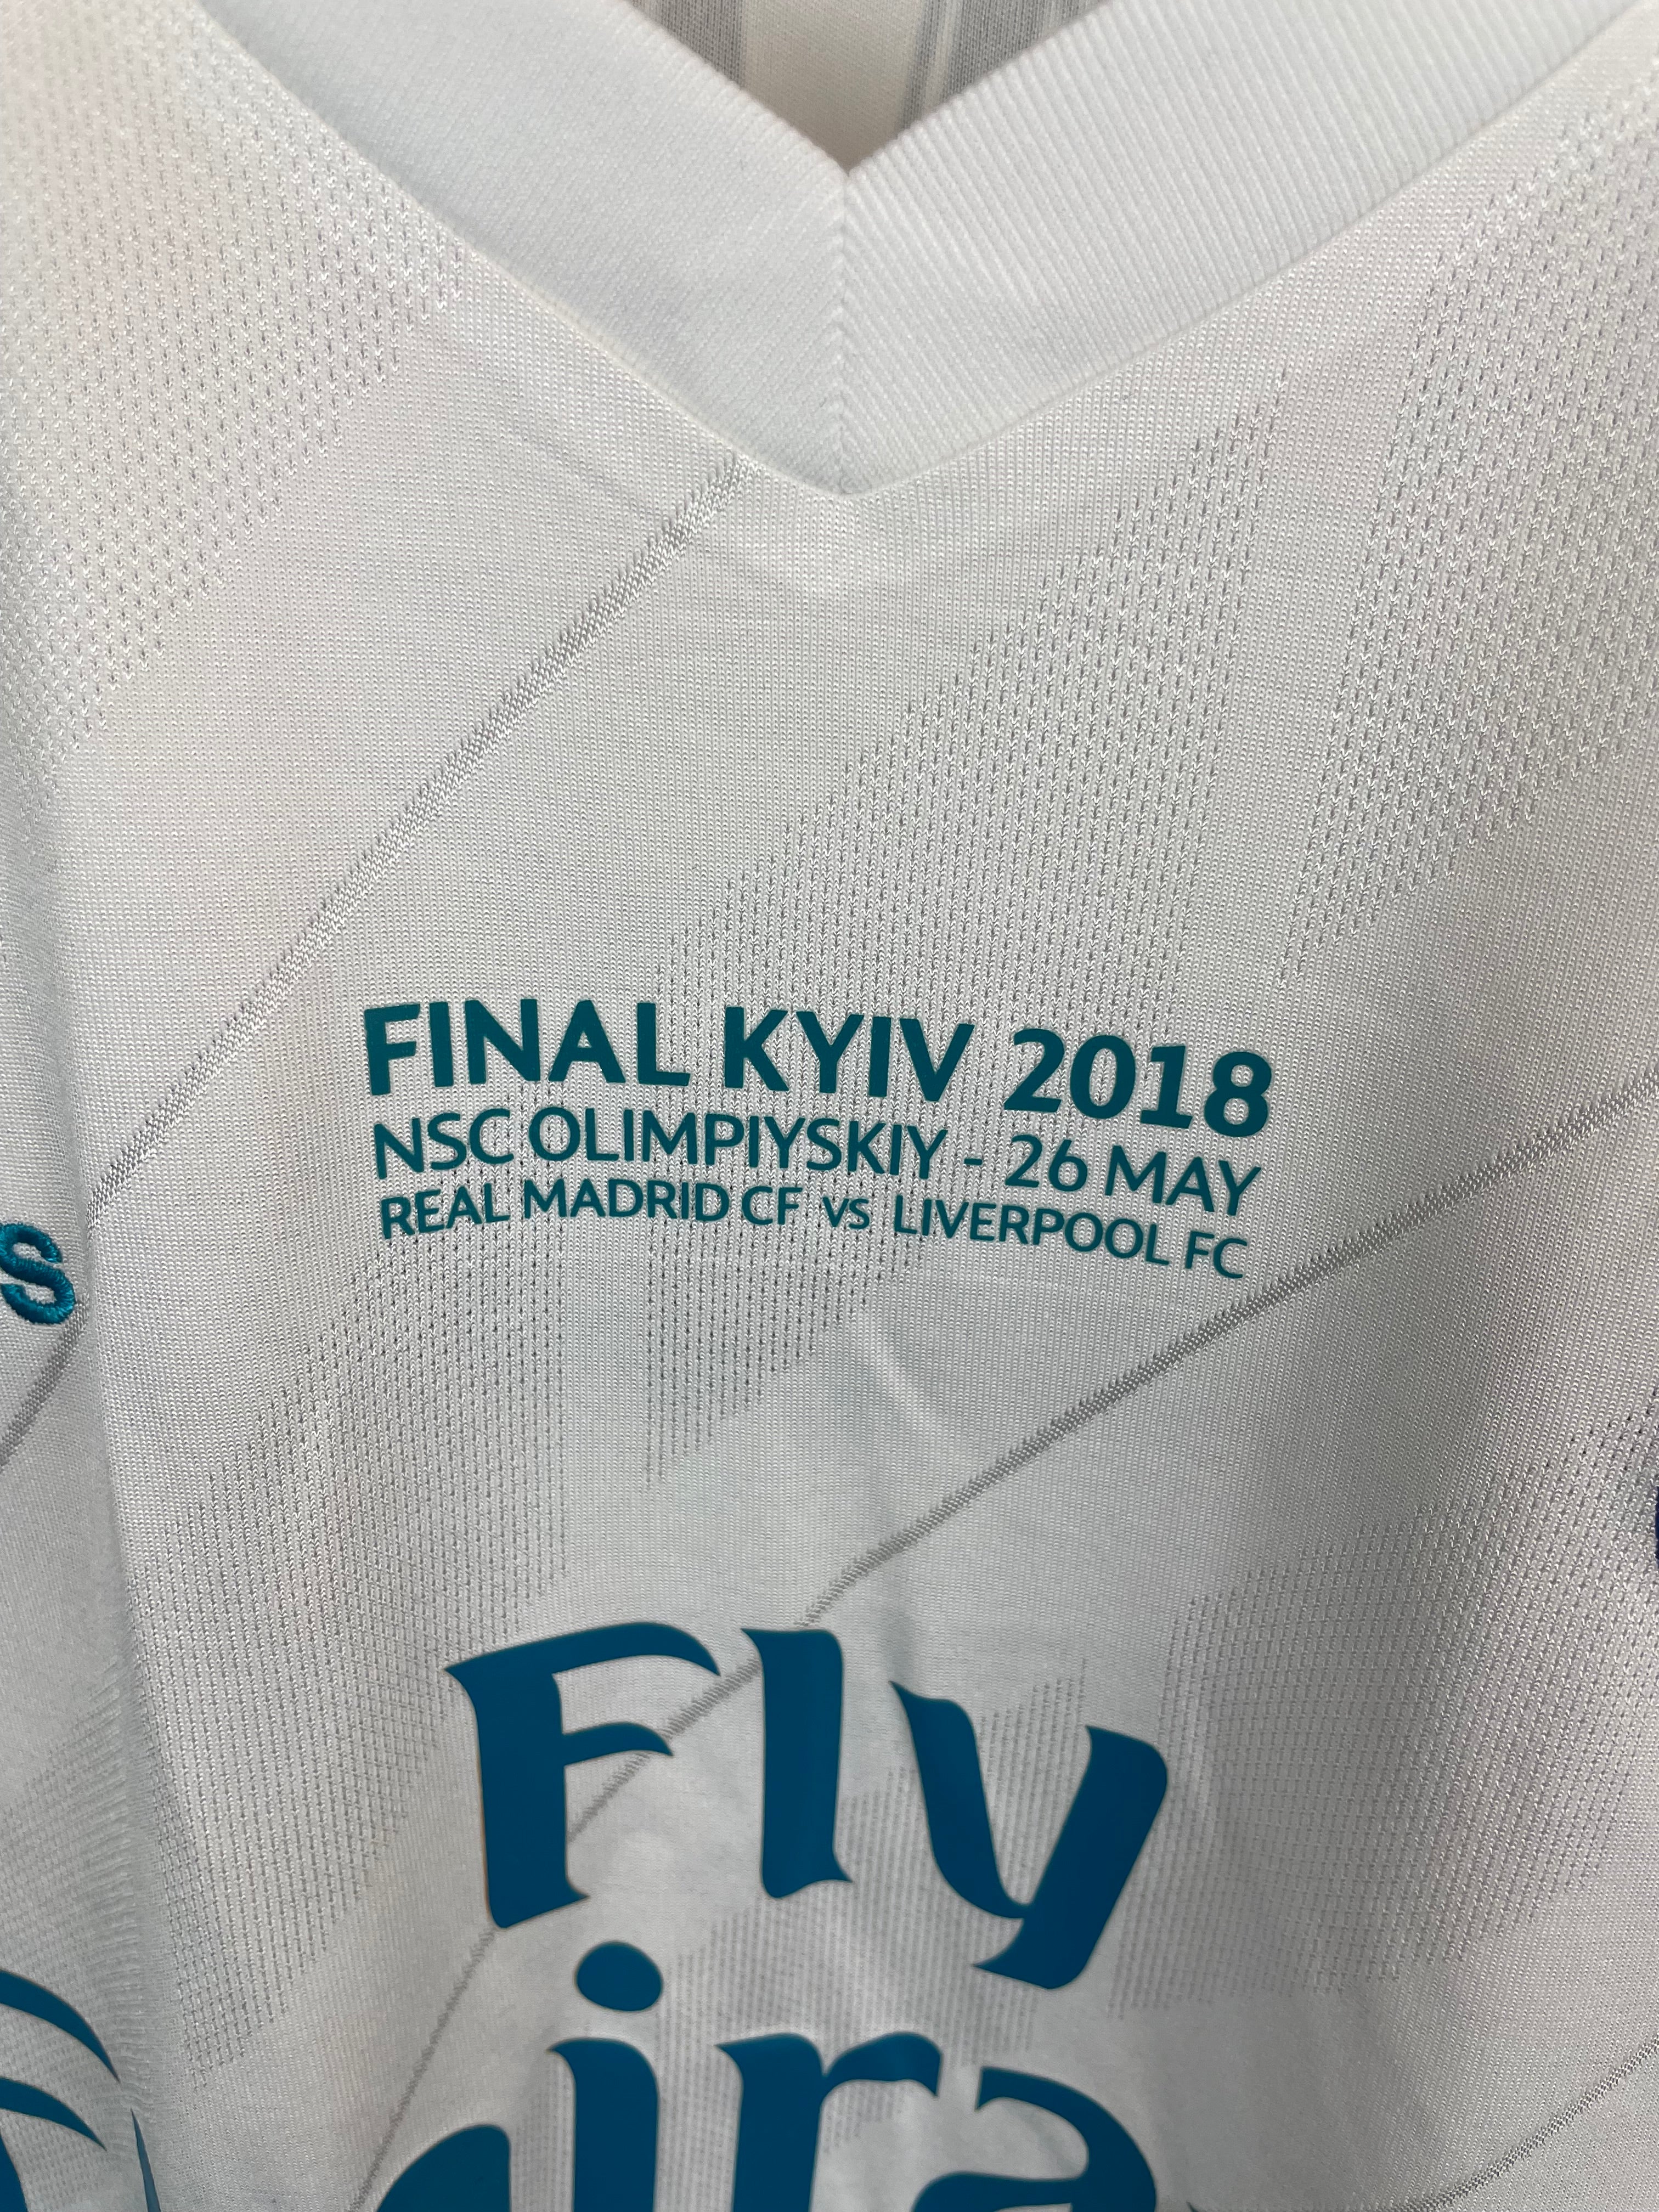 FINAL KYIV 2018
NSC OLIMPIYSKIY - 26 MAY
REAL MADRID CF vs LIVERPOOL FC
s
Fly